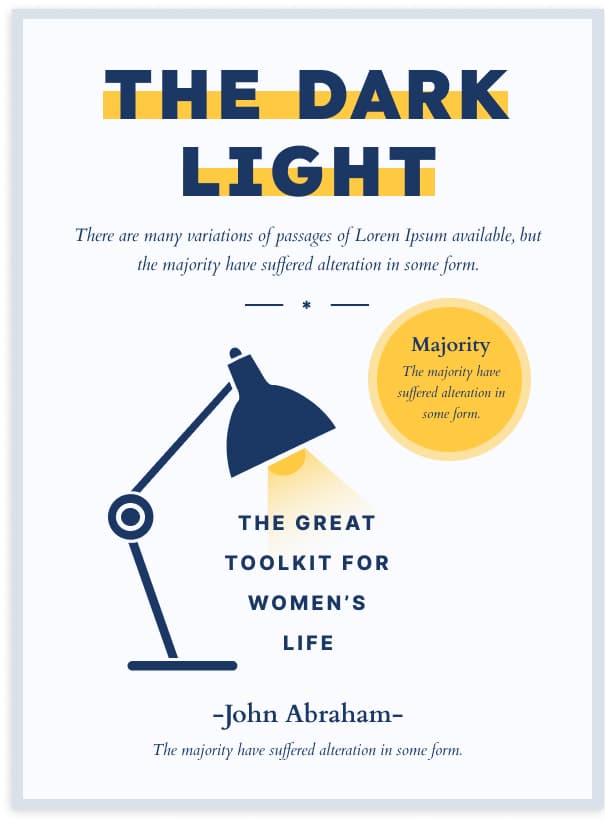 THE DARK
LIGHT
There are many variations of passages of Lorem Ipsum available, but
the majority have suffered alteration in some form.
*
Majority
The majority have
suffered alteration in
some form.
THE GREAT
TOOLKIT FOR
WOMEN’S
LIFE
-John Abraham-
The majority have suffered alteration in some form.